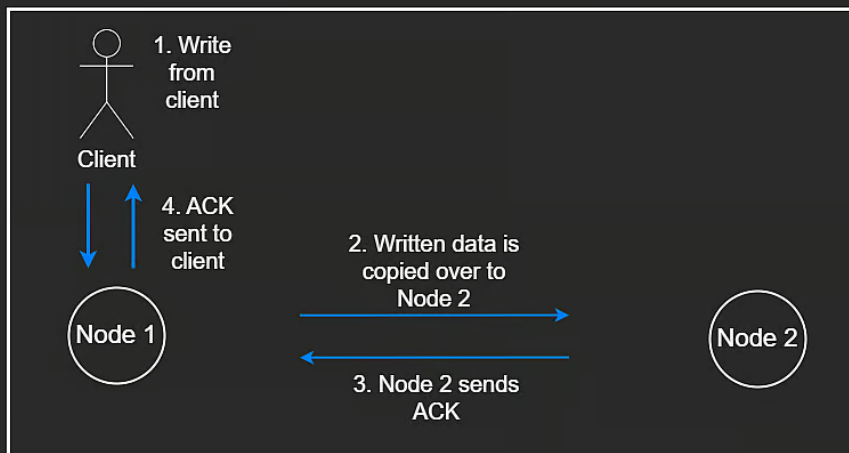 1. Write
from
client
Client
4. ACK
sent to
client
2. Written data is
copied over to
Node 2
Node 1
Node 2
3. Node 2 sends
ACK